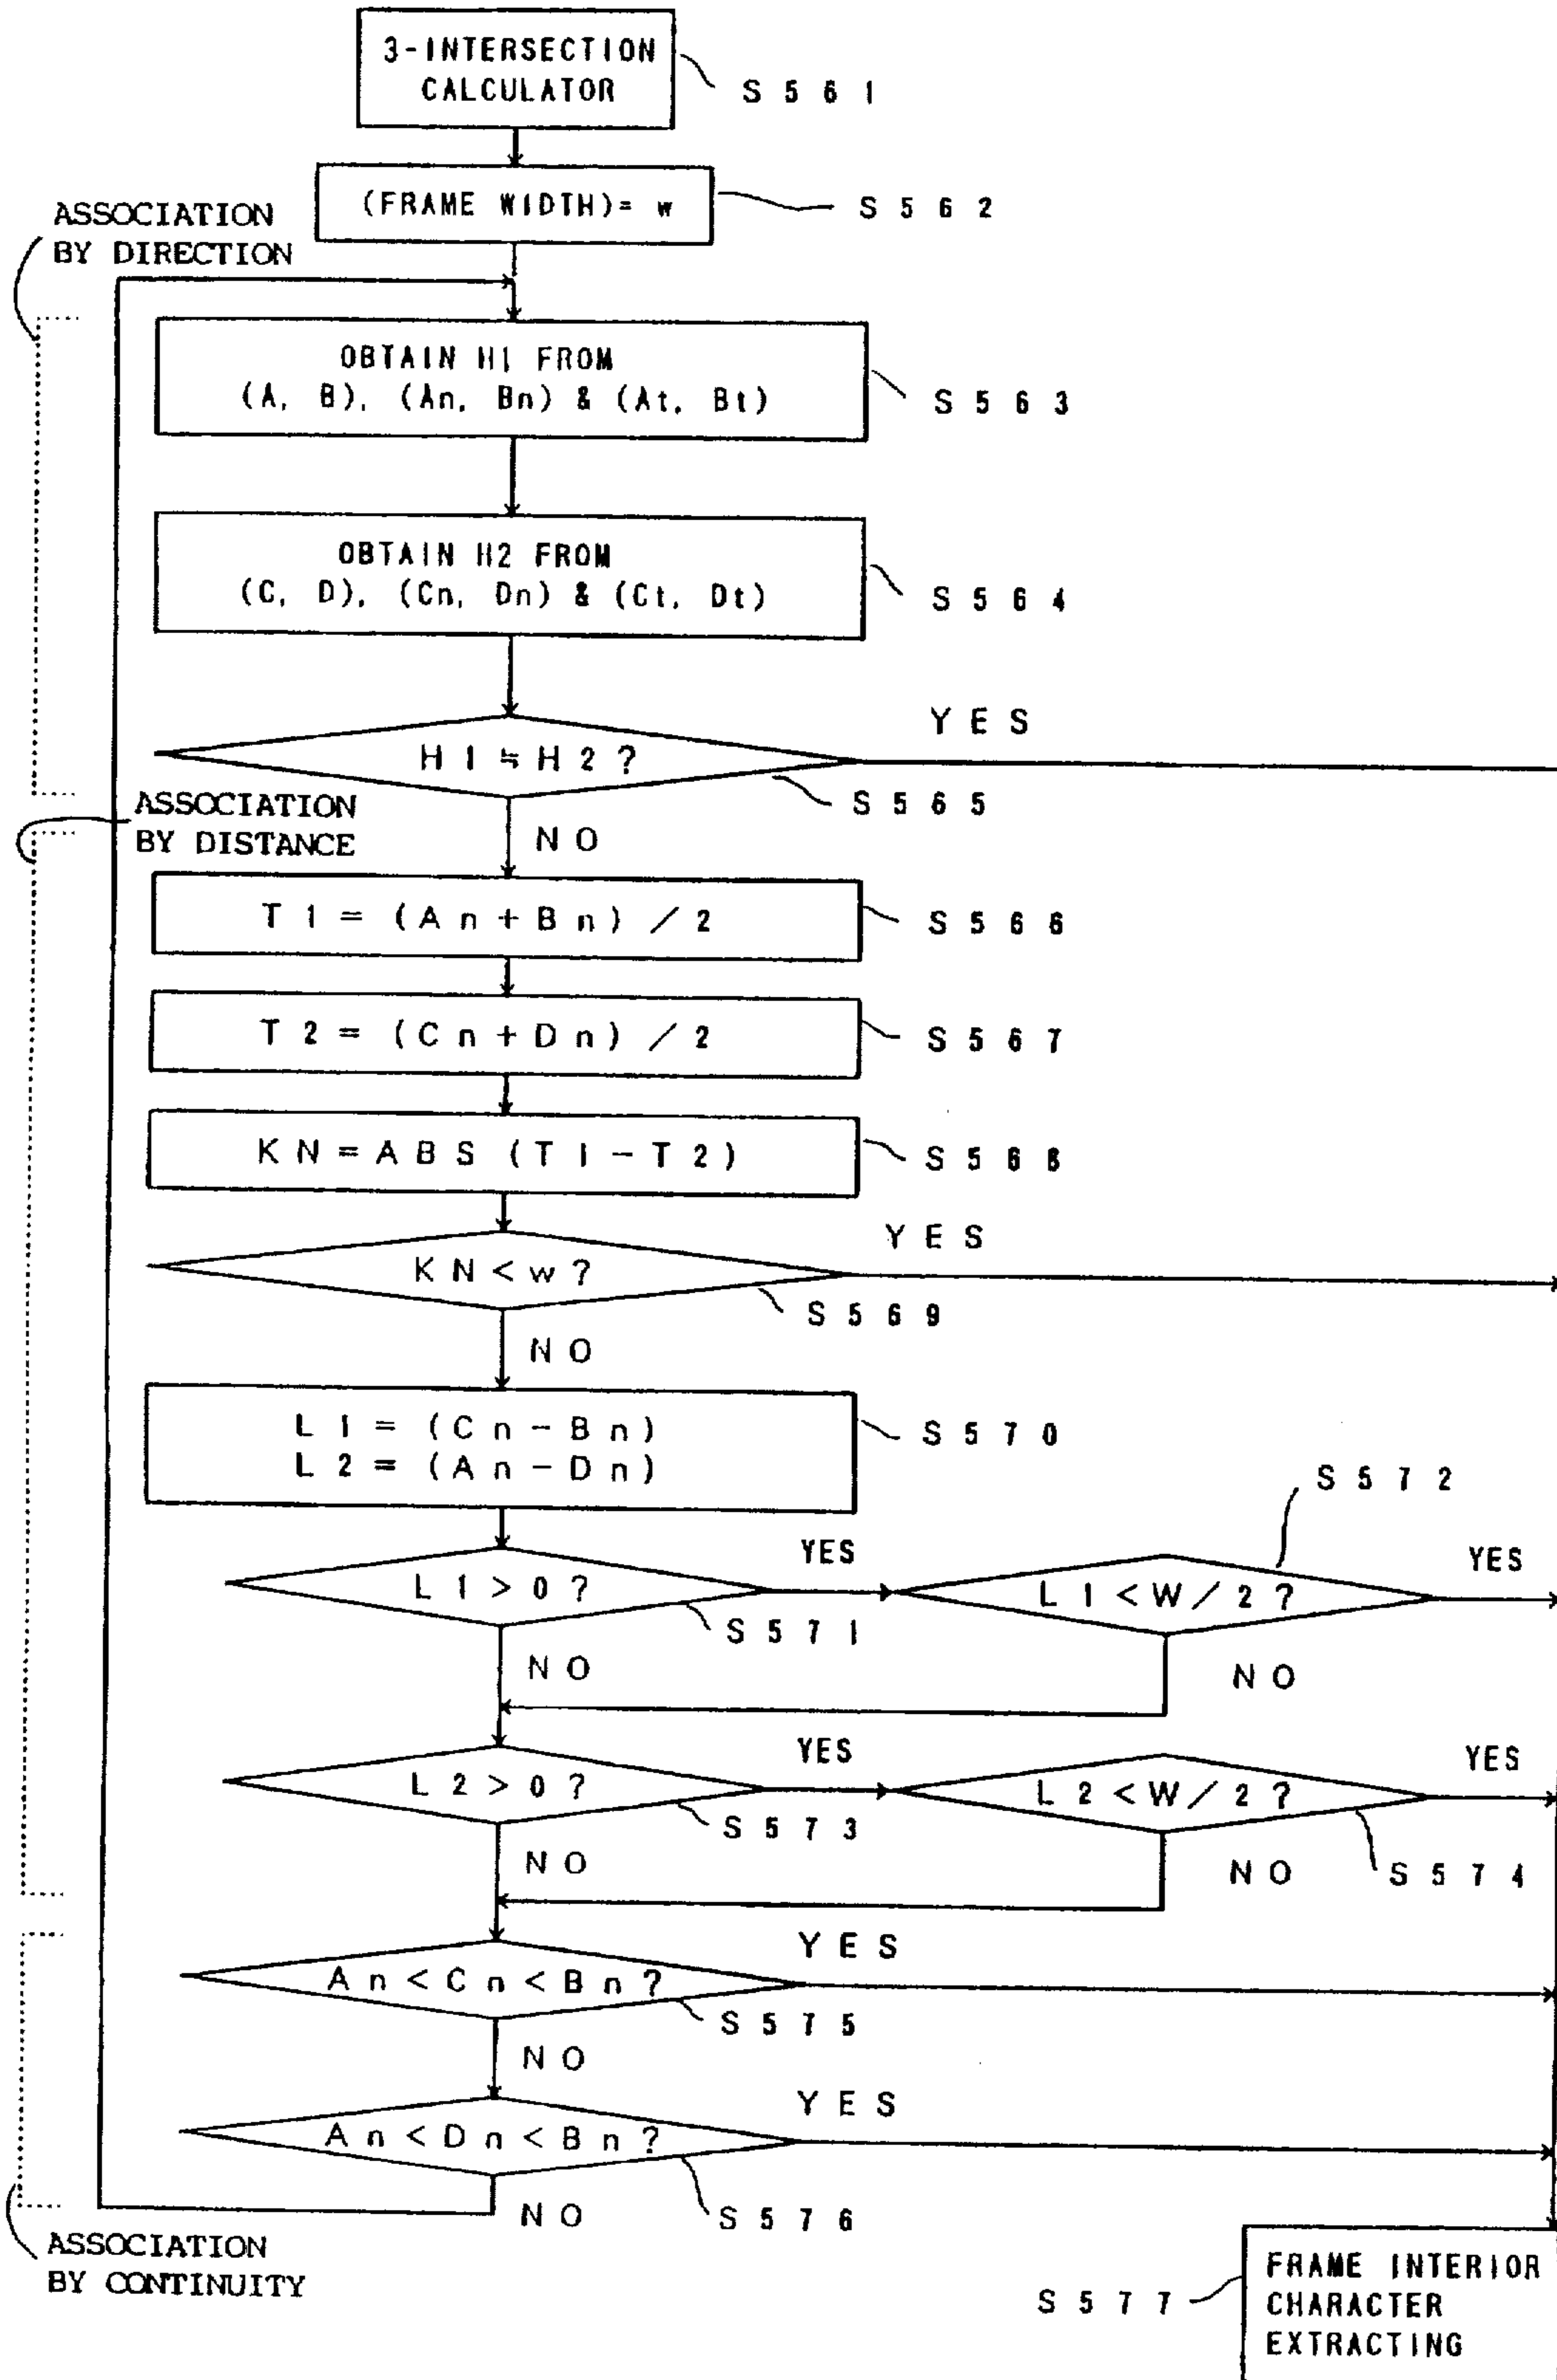 3-INTERSECTION
CALCULATOR
S561
(FRAME WIDTH)= w
S562
ASSOCIATION
BY DIRECTION
OBTAIN H1 FROM
(A, B), (An, Bn) & (At, Bt)
S563
OBTAIN H2 FROM
(C, D), (Cn, Dn) & (Ct, Dt)
S564
YES
H1≒H2?
S565
ASSOCIATION
BY DISTANCE
NO
T1=(An+Bn)/2
S566
T2=(Cn+Dn)/2
S567
KN=ABS(T1-T2)
S568
YES
KN<w?
S569
NO
L1=(Cn-Bn)
L2=(An-Dn)
S570
S572
YES
YES
L1>0?
L1<W/2?
S571
NO
NO
YES
YES
L2>0?
L2<W/2?
S573
NO
NO
S574
YES
An<Cn<Bn?
S575
NO
YES
An<Dn<Bn?
NO
S576
ASSOCIATION
BY CONTINUITY
S577
FRAME INTERIOR
CHARACTER
EXTRACTING